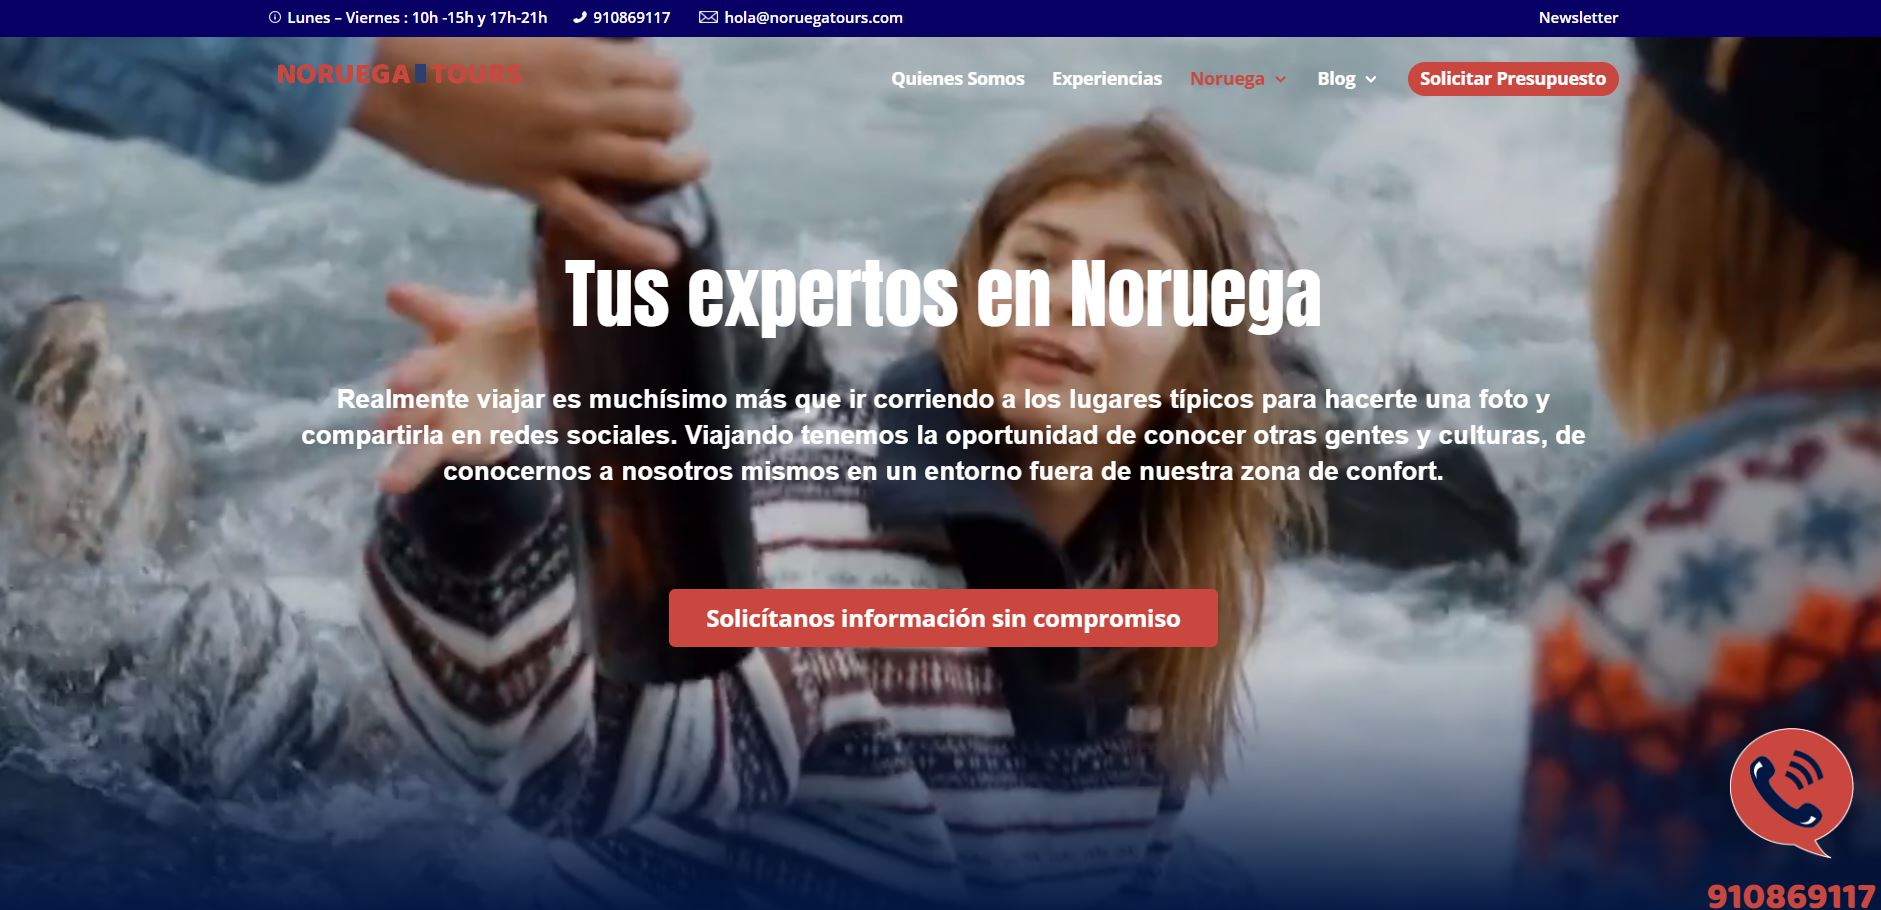 Lunes – Viernes : 10h -15h y 17h-21h 910869117 hola@noruegatours.com Newsletter
NORUEGA TOURS
Quienes Somos Experiencias Noruega Blog Solicitar Presupuesto
Tus expertos en Noruega
Realmente viajar es muchísimo más que ir corriendo a los lugares típicos para hacerte una foto y
compartirla en redes sociales. Viajando tenemos la oportunidad de conocer otras gentes y culturas, de
conocernos a nosotros mismos en un entorno fuera de nuestra zona de confort.
Solicítanos información sin compromiso
910869117